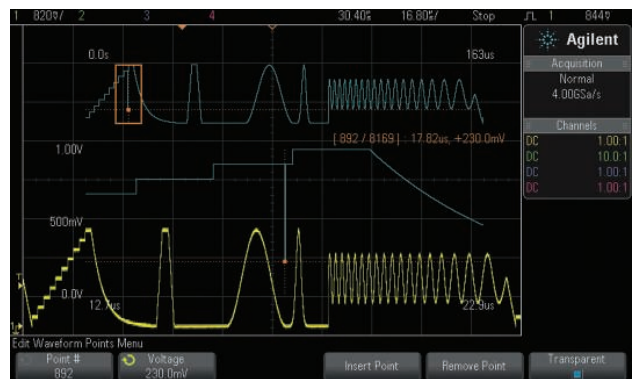 1 820▽/ 2 3 4 30.40s 16.80s/ Stop 1 844▽
Agilent
Acquisition
Normal
4.00GSa/s
Channels
DC 1.00:1
DC 10.0:1
DC 1.00:1
DC 1.00:1
0.0s 163us
[ 892 / 8169 ] : 17.82us, +230.0mV
1.00V
500mV
0.0V
12.7us 22.9us
Edit Waveform Points Menu
Point #
892
Voltage
230.0mV
Insert Point
Remove Point
Transparent